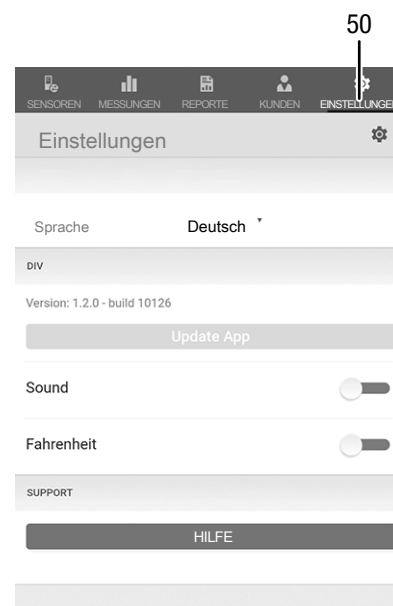 50
SENSOREN MESSUNGEN REPORTE KUNDEN EINSTELLUNGEN
Einstellungen
Sprache Deutsch
DIV
Version: 1.2.0 - build 10126
Update App
Sound
Fahrenheit
SUPPORT
HILFE